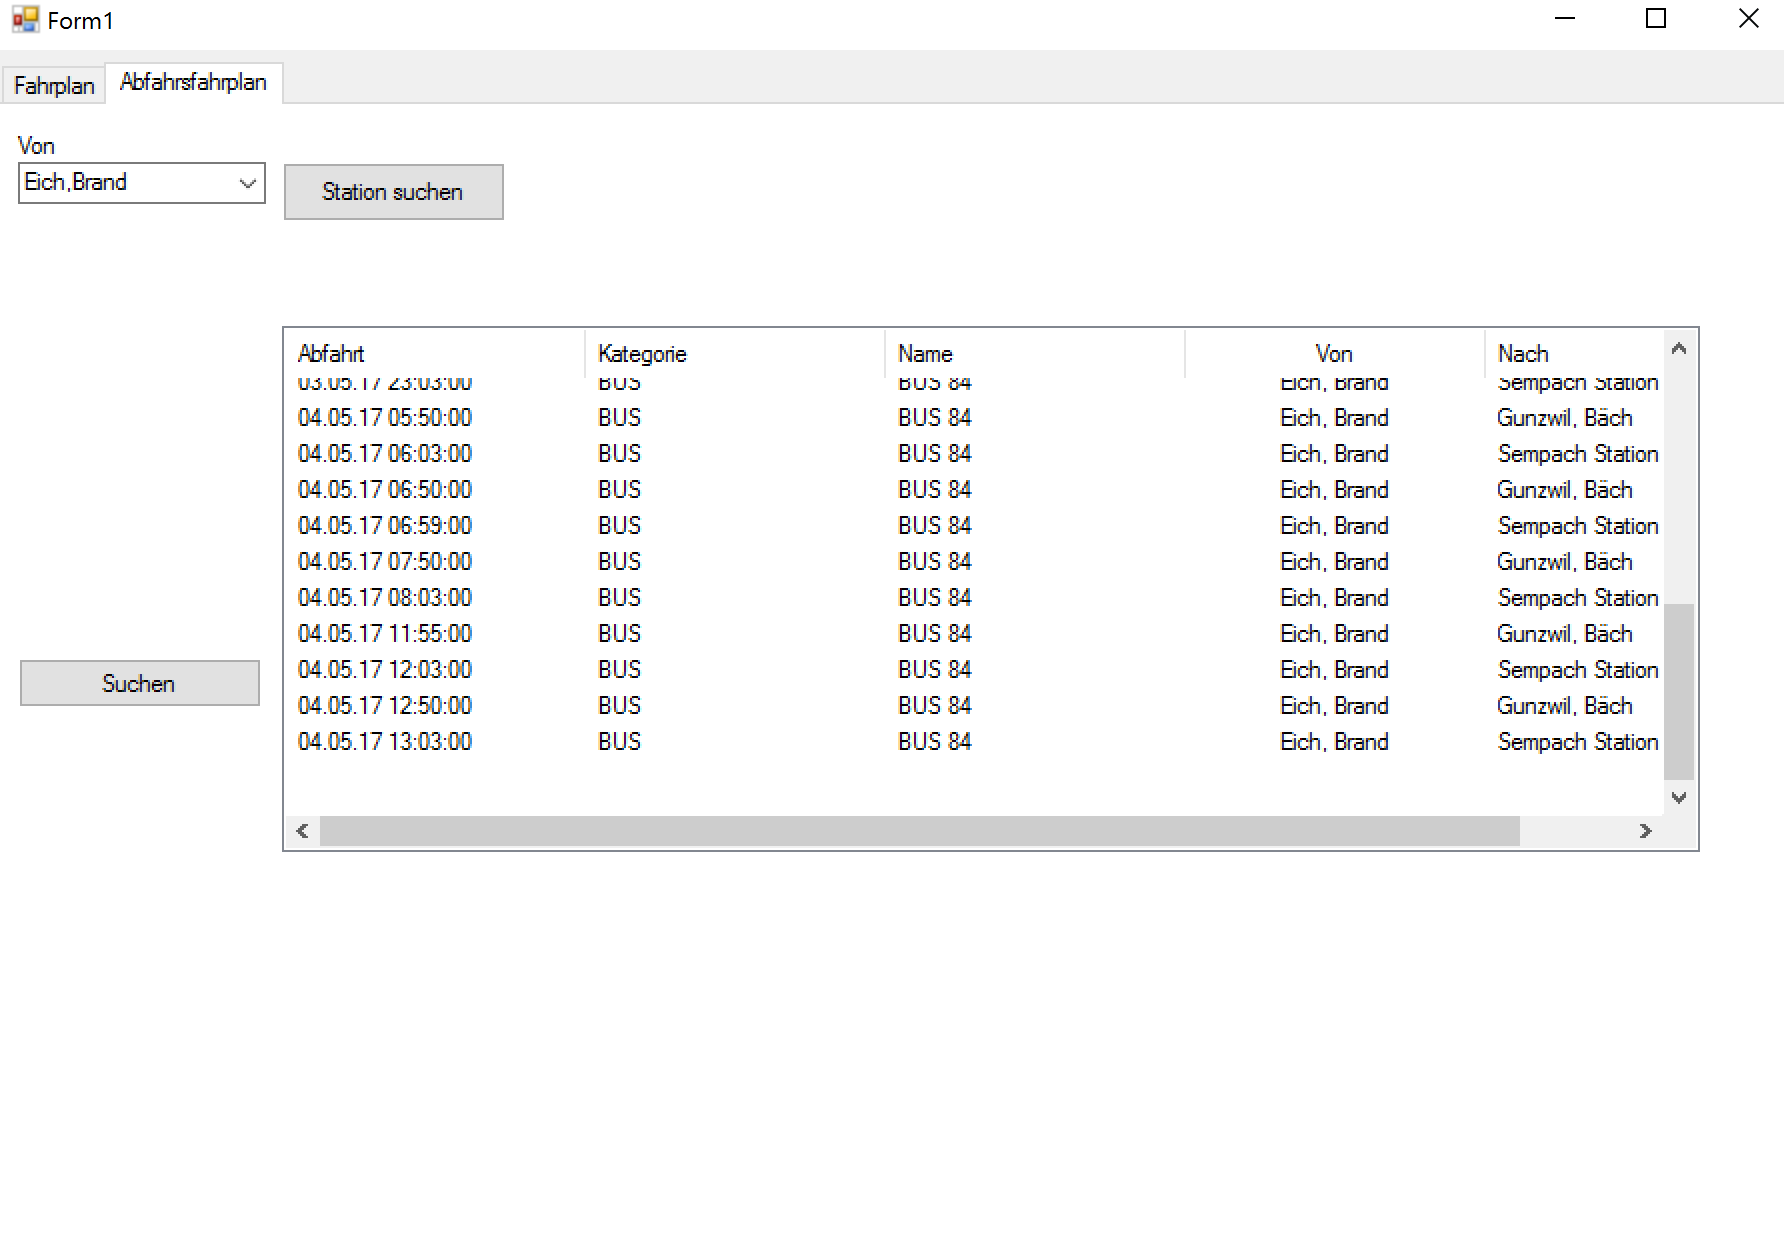 Form1
Fahrplan Abfahrsfahrplan
Von
Eich,Brand
Station suchen
Abfahrt Kategorie Name Von Nach
03.05.17 23:03:00 BUS BUS 84 Eich, Brand Sempach Station
04.05.17 05:50:00 BUS BUS 84 Eich, Brand Gunzwil, Bäch
04.05.17 06:03:00 BUS BUS 84 Eich, Brand Sempach Station
04.05.17 06:50:00 BUS BUS 84 Eich, Brand Gunzwil, Bäch
04.05.17 06:59:00 BUS BUS 84 Eich, Brand Sempach Station
04.05.17 07:50:00 BUS BUS 84 Eich, Brand Gunzwil, Bäch
04.05.17 08:03:00 BUS BUS 84 Eich, Brand Sempach Station
04.05.17 11:55:00 BUS BUS 84 Eich, Brand Gunzwil, Bäch
04.05.17 12:03:00 BUS BUS 84 Eich, Brand Sempach Station
04.05.17 12:50:00 BUS BUS 84 Eich, Brand Gunzwil, Bäch
04.05.17 13:03:00 BUS BUS 84 Eich, Brand Sempach Station
Suchen